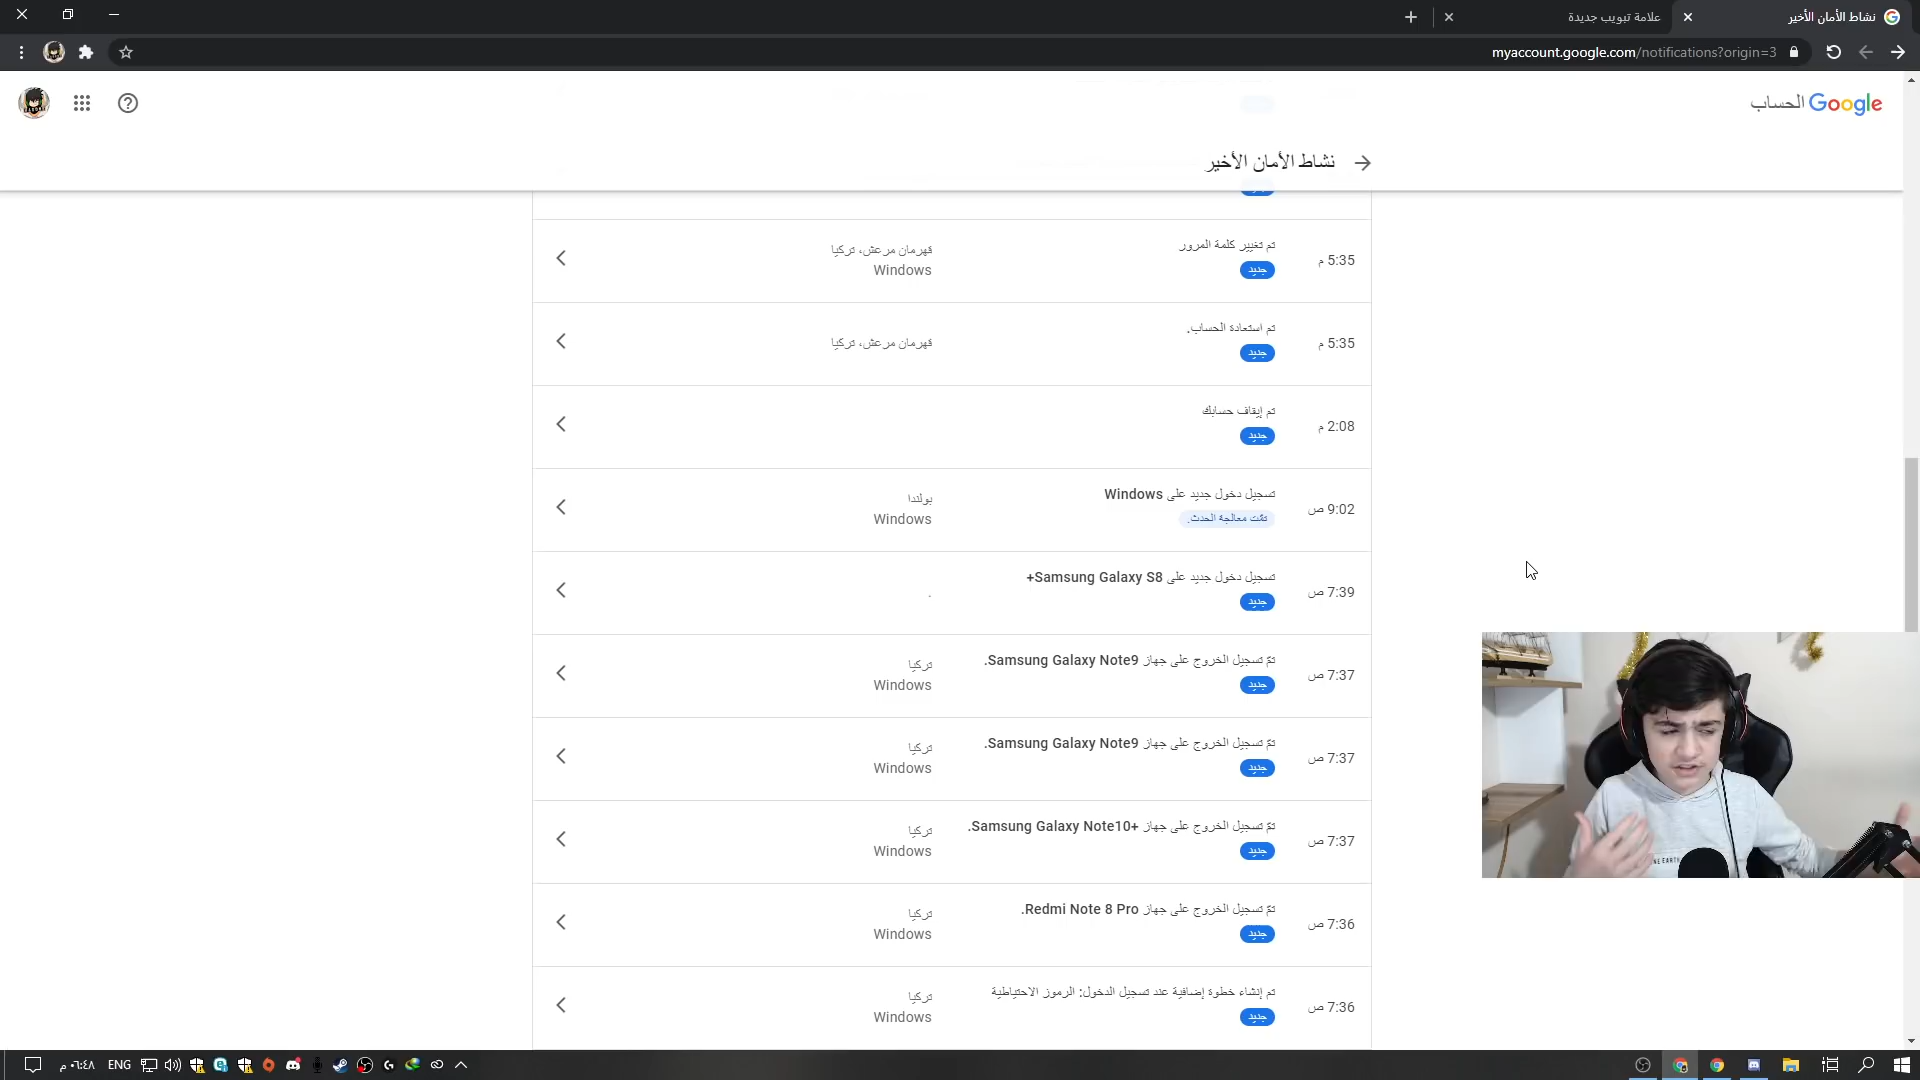 نشاط الأمان الأخير
علامة تبويب جديدة
myaccount.google.com/notifications?origin=3
Google الحساب
نشاط الأمان الأخير
5:35 م
تم تغيير كلمة المرور
جديد
قهرمان مرعش، تركيا
Windows
5:35 م
تم استعادة الحساب.
جديد
قهرمان مرعش، تركيا
2:08 م
تم إيقاف حسابك
جديد
9:02 ص
تسجيل دخول جديد على Windows
تمّت معالجة الحدث.
بولندا
Windows
7:39 ص
تسجيل دخول جديد على Samsung Galaxy S8+
جديد
.
7:37 ص
تمّ تسجيل الخروج على جهاز Samsung Galaxy Note9.
جديد
تركيا
Windows
7:37 ص
تمّ تسجيل الخروج على جهاز Samsung Galaxy Note9.
جديد
تركيا
Windows
7:37 ص
تمّ تسجيل الخروج على جهاز Samsung Galaxy Note10+.
جديد
تركيا
Windows
7:36 ص
تمّ تسجيل الخروج على جهاز Redmi Note 8 Pro.
جديد
تركيا
Windows
7:36 ص
تم إنشاء خطوة إضافية عند تسجيل الدخول: الرموز الاحتياطية
جديد
تركيا
Windows
ENG
٠٦:٤٨ م